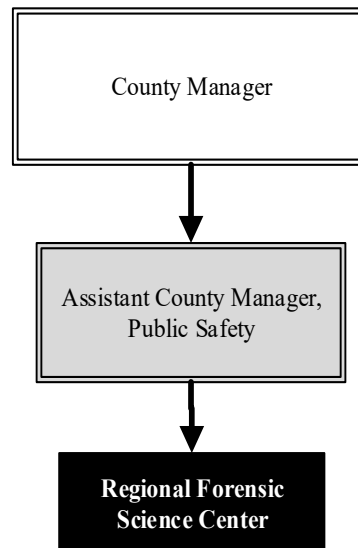 County Manager
Assistant County Manager,
Public Safety
Regional Forensic
Science Center